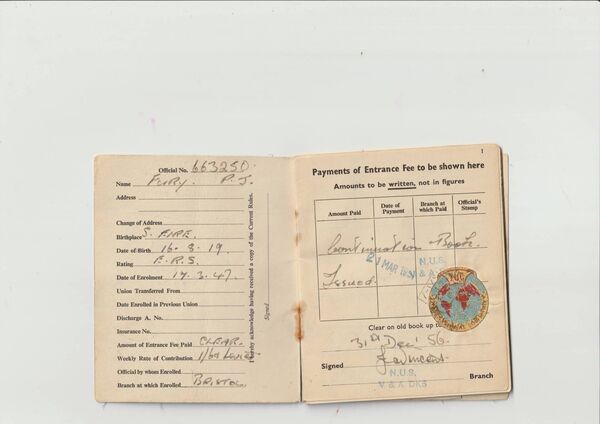 Official No. 663250.
Name FURY. P.J.
Address
Change of Address
Birthplace S. EIRE.
Date of Birth 16. 3. 19
Rating E.R.S.
Date of Enrolment 17.3.47.
Union Transferred From
Date Enrolled in Previous Union
Discharge A. No.
Insurance No.
Amount of Entrance Fee Paid CLEAR.
Weekly Rate of Contribution 1/6d
Official by whom Enrolled
Branch at which Enrolled BRISTOL
I hereby acknowledge having received a copy of the Current Rules.
Signed
1
Payments of Entrance Fee to be shown here
Amounts to be written, not in figures
Amount Paid Date of Payment Branch at which Paid Official's Stamp
Continuation Book.
Issued.
21 MAR 195
N.U.S.
V & A
Clear on old book up to
31st Dec' 56.
Signed
N.U.S.
V & A DKS
Branch